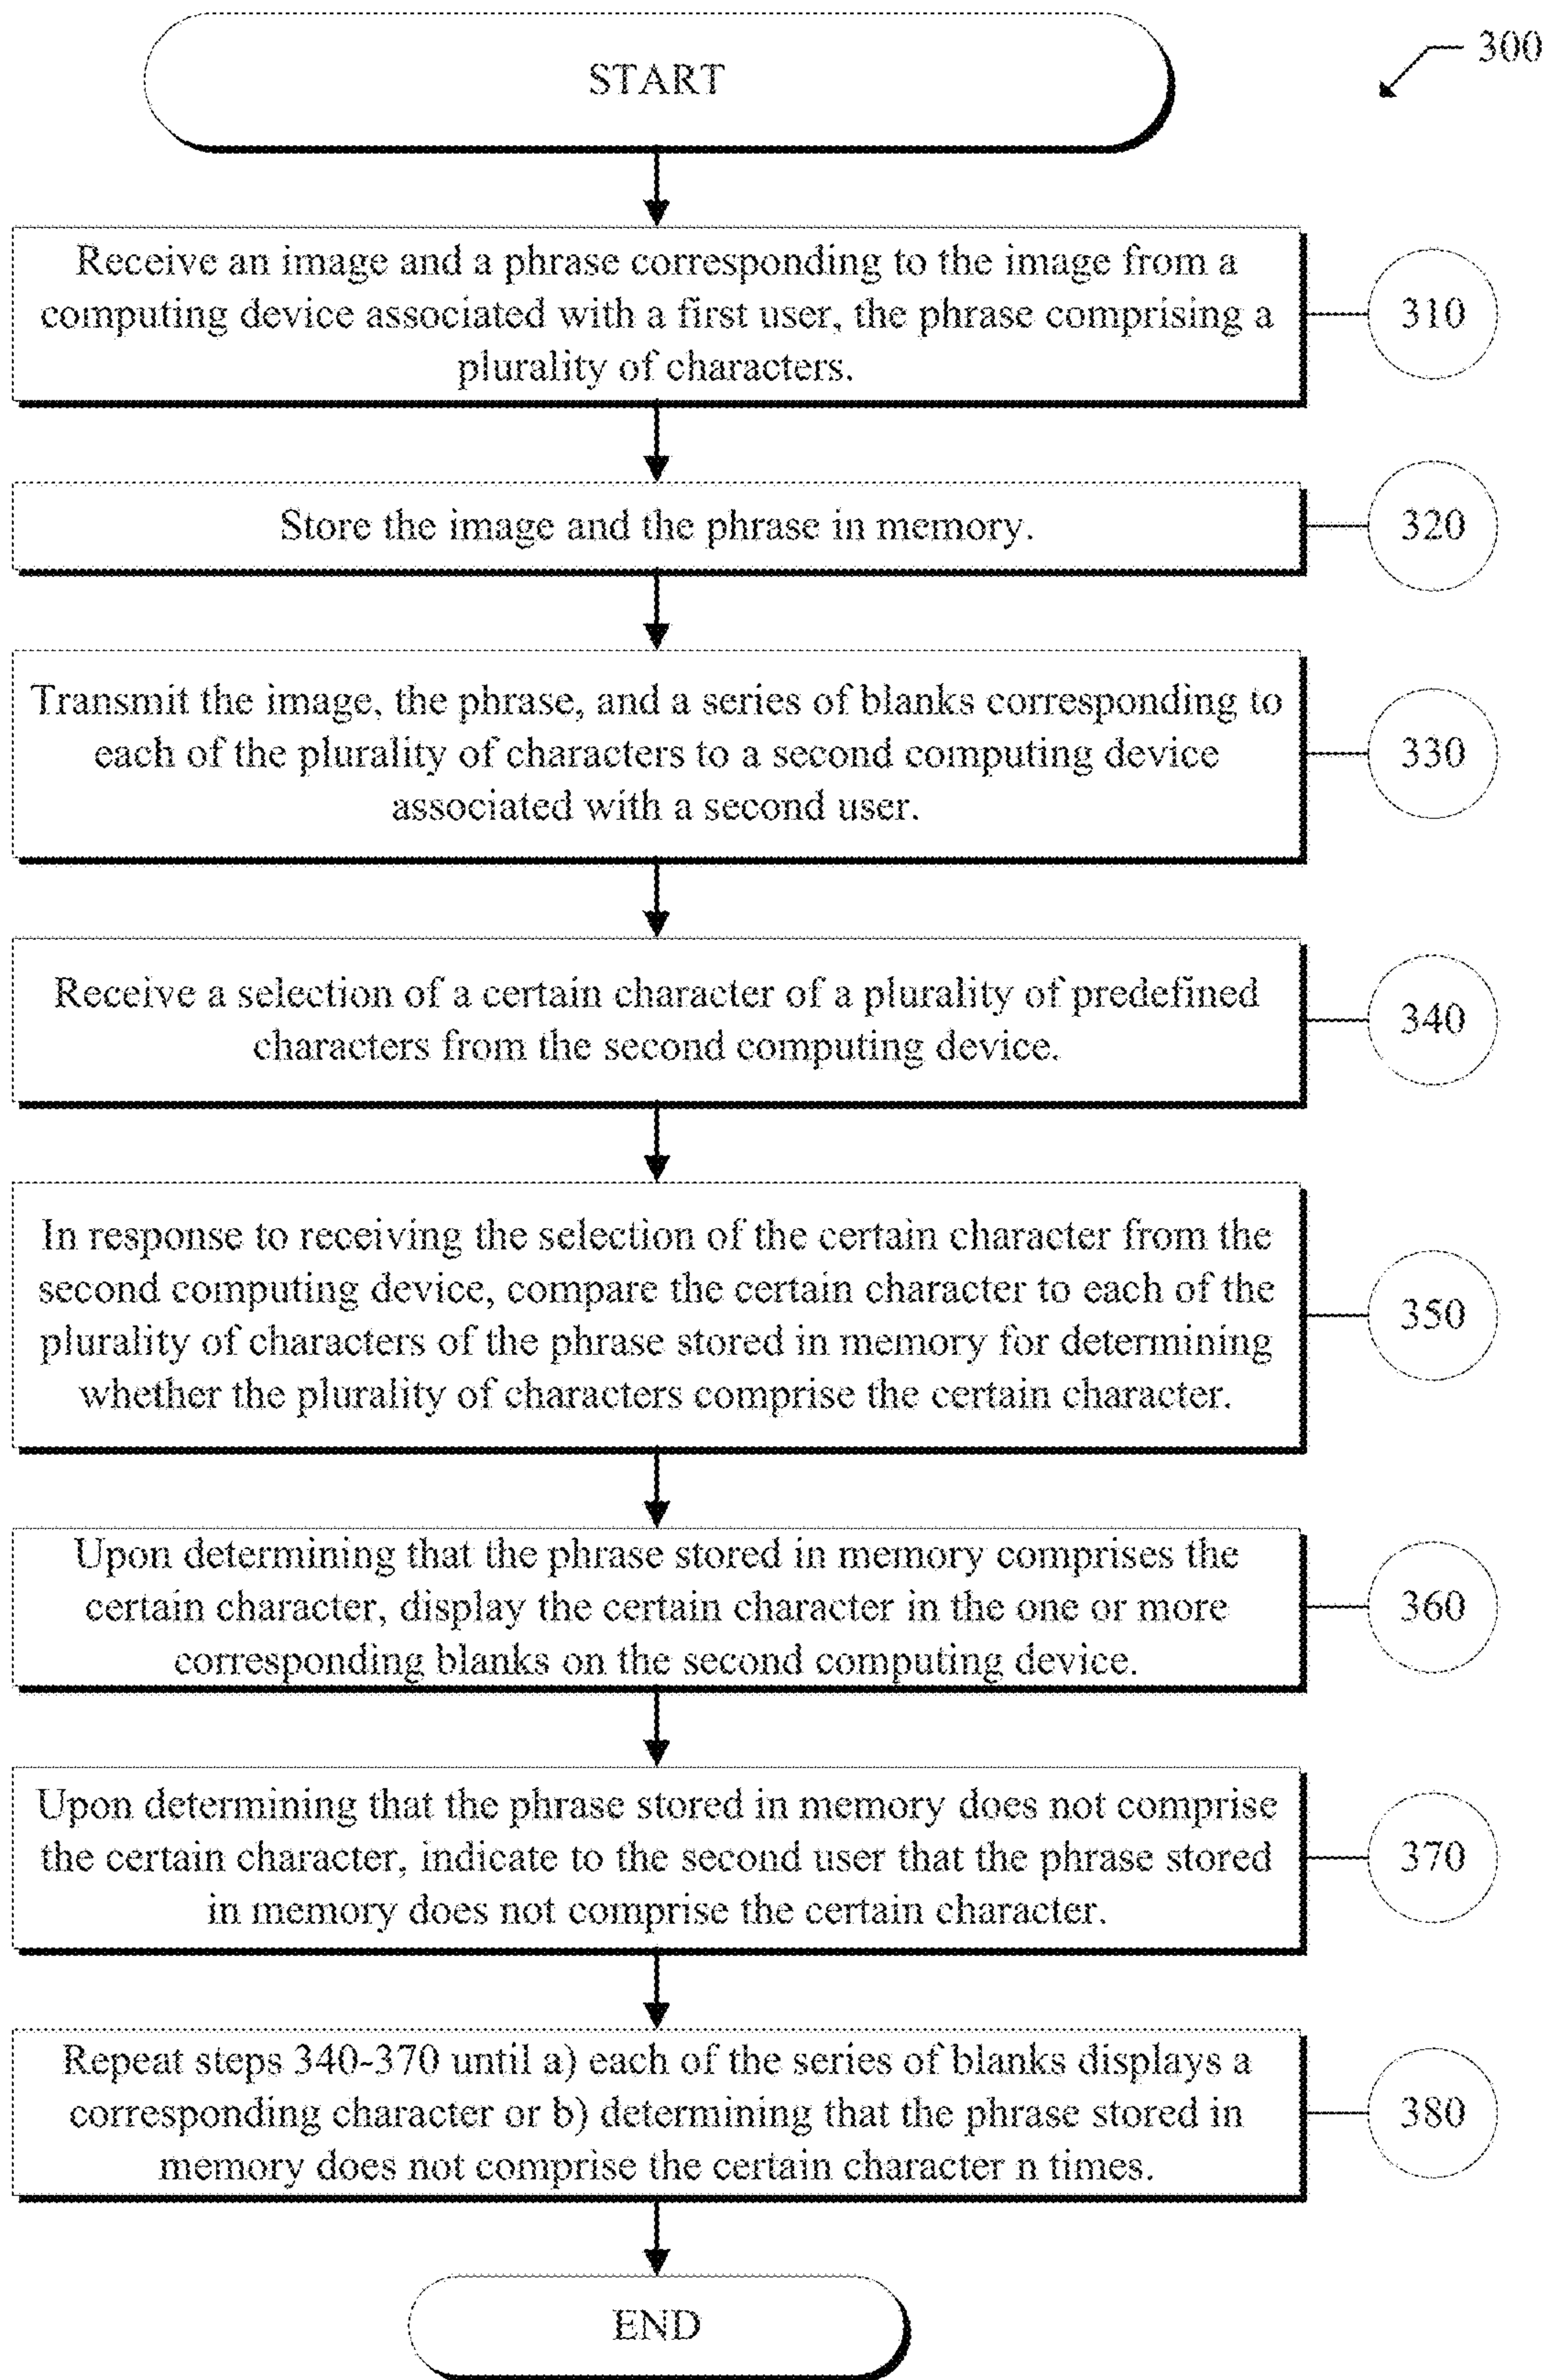 START
300
Receive an image and a phrase corresponding to the image from a
computing device associated with a first user, the phrase comprising a
plurality of characters.
310
Store the image and the phrase in memory.
320
Transmit the image, the phrase, and a series of blanks corresponding to
each of the plurality of characters to a second computing device
associated with a second user.
330
Receive a selection of a certain character of a plurality of predefined
characters from the second computing device.
340
In response to receiving the selection of the certain character from the
second computing device, compare the certain character to each of the
plurality of characters of the phrase stored in memory for determining
whether the plurality of characters comprise the certain character.
350
Upon determining that the phrase stored in memory comprises the
certain character, display the certain character in the one or more
corresponding blanks on the second computing device.
360
Upon determining that the phrase stored in memory does not comprise
the certain character, indicate to the second user that the phrase stored
in memory does not comprise the certain character.
370
Repeat steps 340-370 until a) each of the series of blanks displays a
corresponding character or b) determining that the phrase stored in
memory does not comprise the certain character n times.
380
END